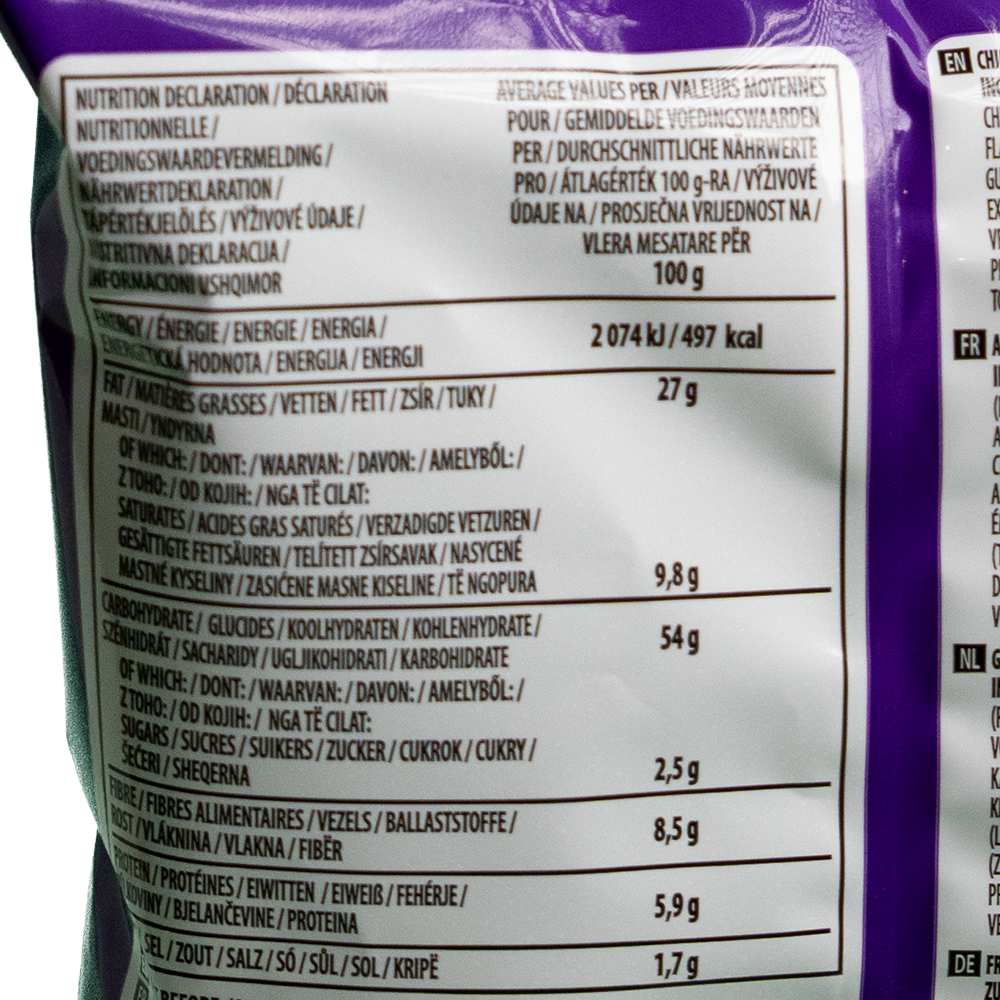 NUTRITION DECLARATION / DÉCLARATION
NUTRITIONNELLE /
VOEDINGSWAARDEVERMELDING /
NÄHRWERTDEKLARATION /
TÁPÉRTÉKJELÖLÉS / VÝŽIVOVÉ ÚDAJE /
DEKLARACIJA /
INFORMACIONI USHQIMOR
AVERAGE VALUES PER / VALEURS MOYENNES
POUR / GEMIDDELDE VOEDINGSWAARDEN
PER / DURCHSCHNITTLICHE NÄHRWERTE
PRO / ÁTLAGÉRTÉK 100 g-RA / VÝŽIVOVÉ
ÚDAJE NA / PROSJEČNA VRIJEDNOST NA /
VLERA MESATARE PËR
100 g
ENERGY / ÉNERGIE / ENERGIE / ENERGIA /
ENERGETICKÁ HODNOTA / ENERGIJA / ENERGJI
2 074 kJ / 497 kcal
FAT / MATIÈRES GRASSES / VETTEN / FETT / ZSÍR / TUKY /
MASTI / YNDYRNA
27 g
OF WHICH: / DONT: / WAARVAN: / DAVON: / AMELYBŐL: /
Z TOHO: / OD KOJIH: / NGA TË CILAT:
SATURATES / ACIDES GRAS SATURÉS / VERZADIGDE VETZUREN /
GESÄTTIGTE FETTSÄUREN / TELÍTETT ZSÍRSAVAK / NASYCENÉ
MASTNÉ KYSELINY / ZASIĆENE MASNE KISELINE / TË NGOPURA
9,8 g
CARBOHYDRATE / GLUCIDES / KOOLHYDRATEN / KOHLENHYDRATE /
SZÉNHIDRÁT / SACHARIDY / UGLJIKOHIDRATI / KARBOHIDRATE
54 g
OF WHICH: / DONT: / WAARVAN: / DAVON: / AMELYBŐL: /
Z TOHO: / OD KOJIH: / NGA TË CILAT:
SUGARS / SUCRES / SUIKERS / ZUCKER / CUKROK / CUKRY /
ŠEĆERI / SHEQERNA
2,5 g
FIBRE / FIBRES ALIMENTAIRES / VEZELS / BALLASTSTOFFE /
ROST / VLÁKNINA / VLAKNA / FIBËR
8,5 g
PROTEIN / PROTÉINES / EIWITTEN / EIWEIß / FEHÉRJE /
/ BJELANČEVINE / PROTEINA
5,9 g
SEL / ZOUT / SALZ / SÓ / SŮL / SOL / KRIPË
1,7 g
EN
FR
NL
DE